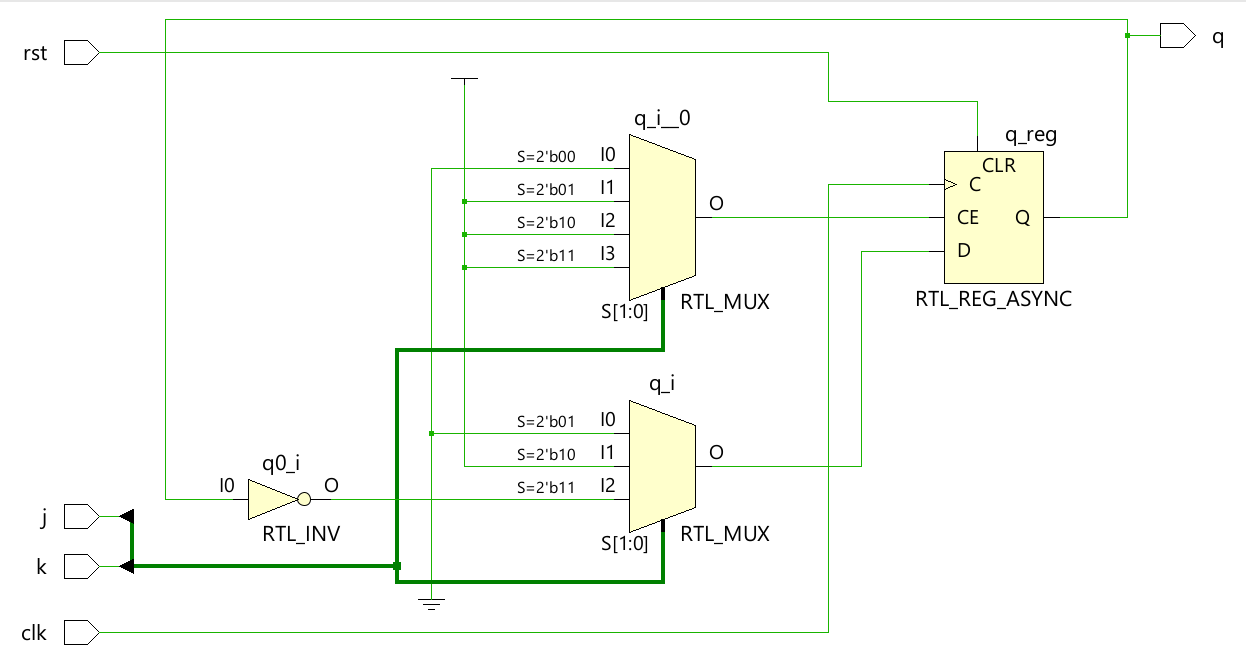 rst
q
q_i__0
q_reg
S=2'b00 I0
CLR
S=2'b01 I1
C
O
S=2'b10 I2
CE Q
S=2'b11 I3
D
S[1:0] RTL_MUX
RTL_REG_ASYNC
q_i
S=2'b01 I0
S=2'b10 I1
O
q0_i
I0 O
S=2'b11 I2
RTL_INV
S[1:0] RTL_MUX
j
k
clk